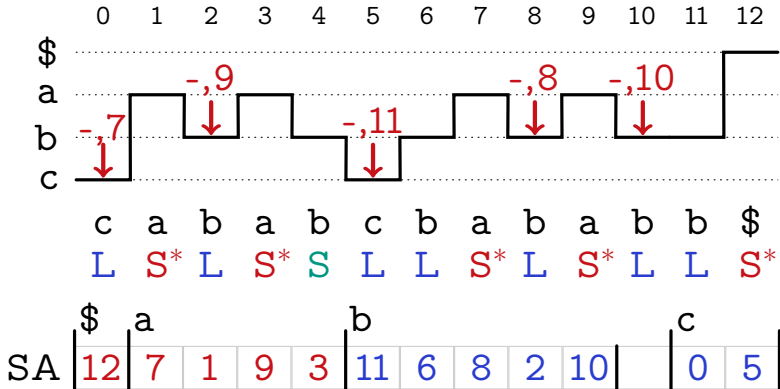 0 1 2 3 4 5 6 7 8 9 10 11 12
$
-,9 -,8 -,10
a
-,7 -,11
b
c
c a b a b c b a b a b b $
L S* L S* S L L S* L S* L L S*
$ a b c
SA 12 7 1 9 3 11 6 8 2 10 0 5